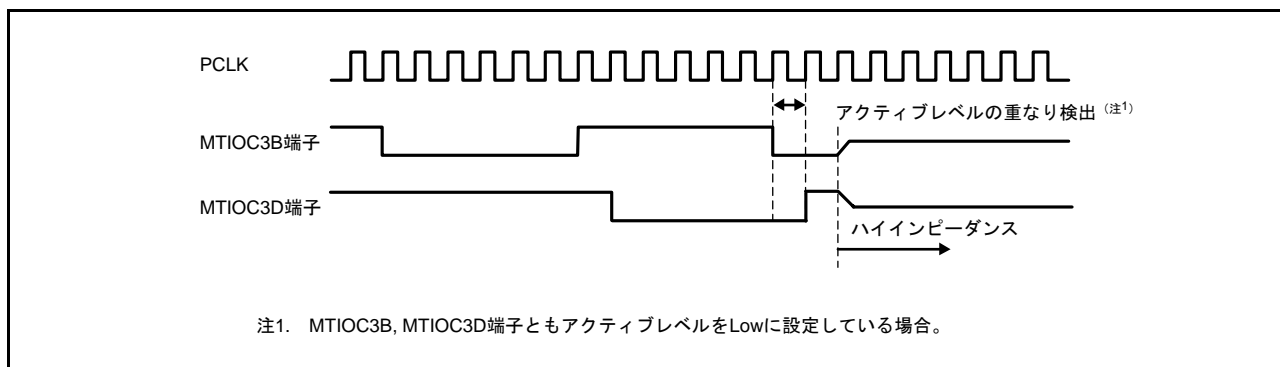 PCLK
アクティブレベルの重なり検出（注1）
MTIOC3B端子
MTIOC3D端子
ハイインピーダンス
注1. MTIOC3B, MTIOC3D端子ともアクティブレベルをLowに設定している場合。